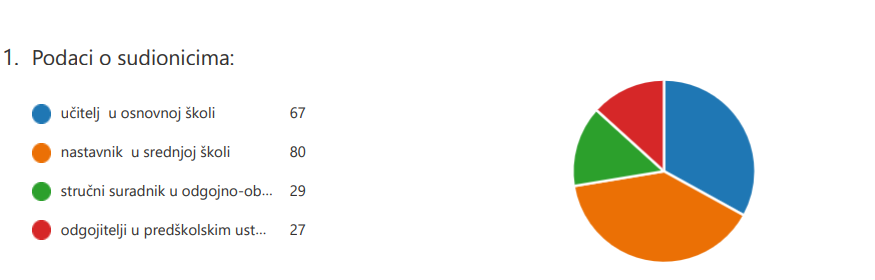 1. Podaci o sudionicima:
učitelj u osnovnoj školi 67
nastavnik u srednjoj školi 80
stručni suradnik u odgojno-ob... 29
odgojitelji u predškolskim ust... 27